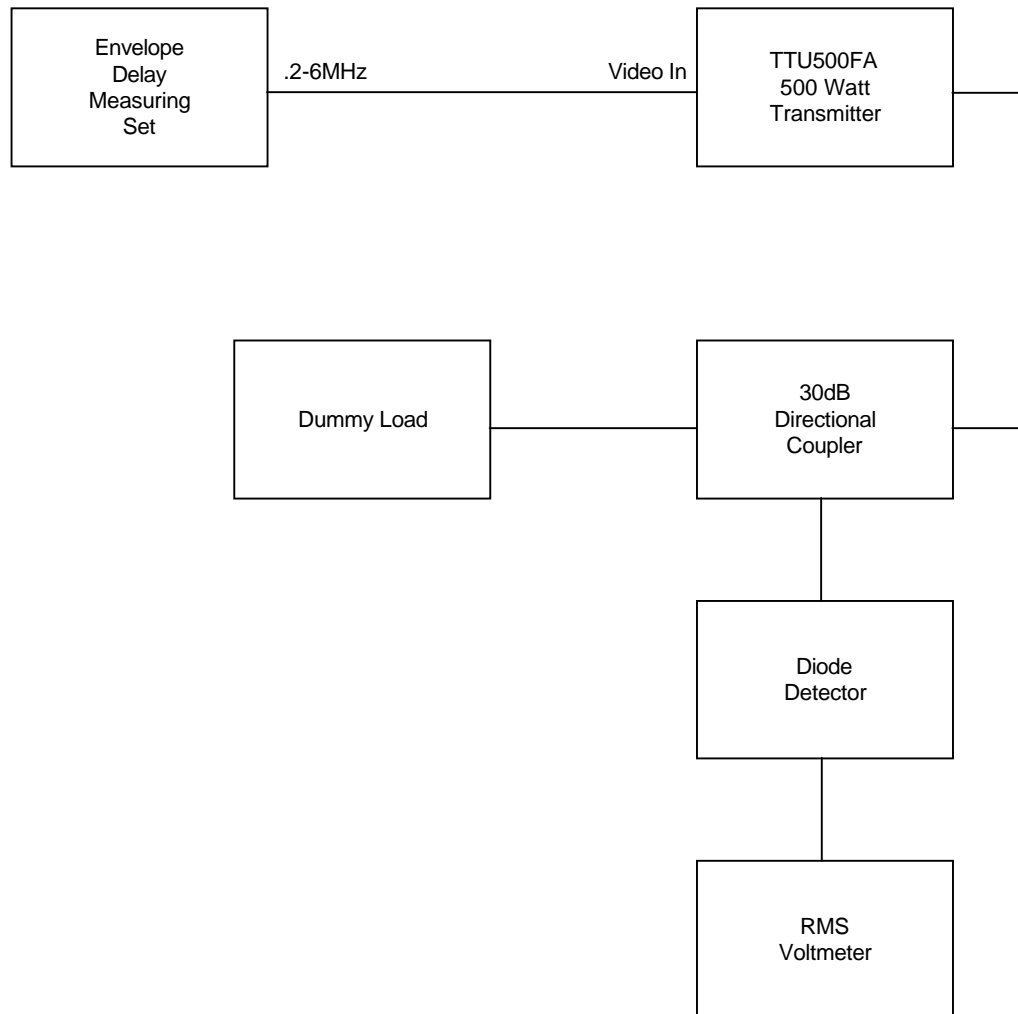 Envelope
Delay
Measuring
Set
.2-6MHz
Video In
TTU500FA
500 Watt
Transmitter
Dummy Load
30dB
Directional
Coupler
Diode
Detector
RMS
Voltmeter